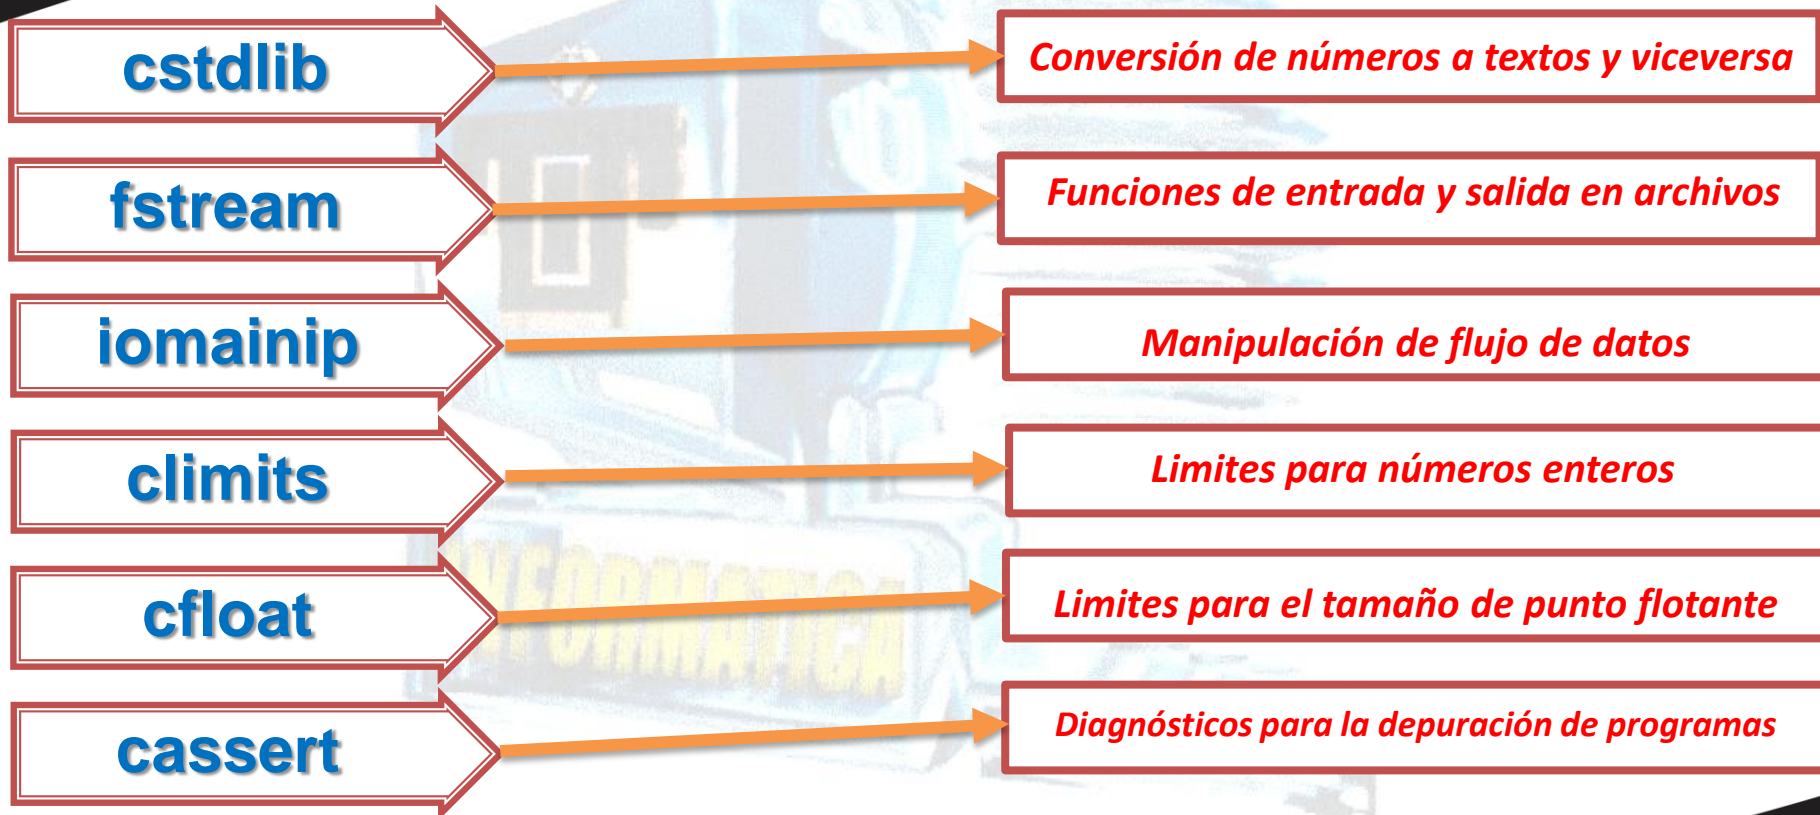 cstdlib
Conversión de números a textos y viceversa
fstream
Funciones de entrada y salida en archivos
iomainip
Manipulación de flujo de datos
climits
Limites para números enteros
cfloat
Limites para el tamaño de punto flotante
INFORMATICA
cassert
Diagnósticos para la depuración de programas